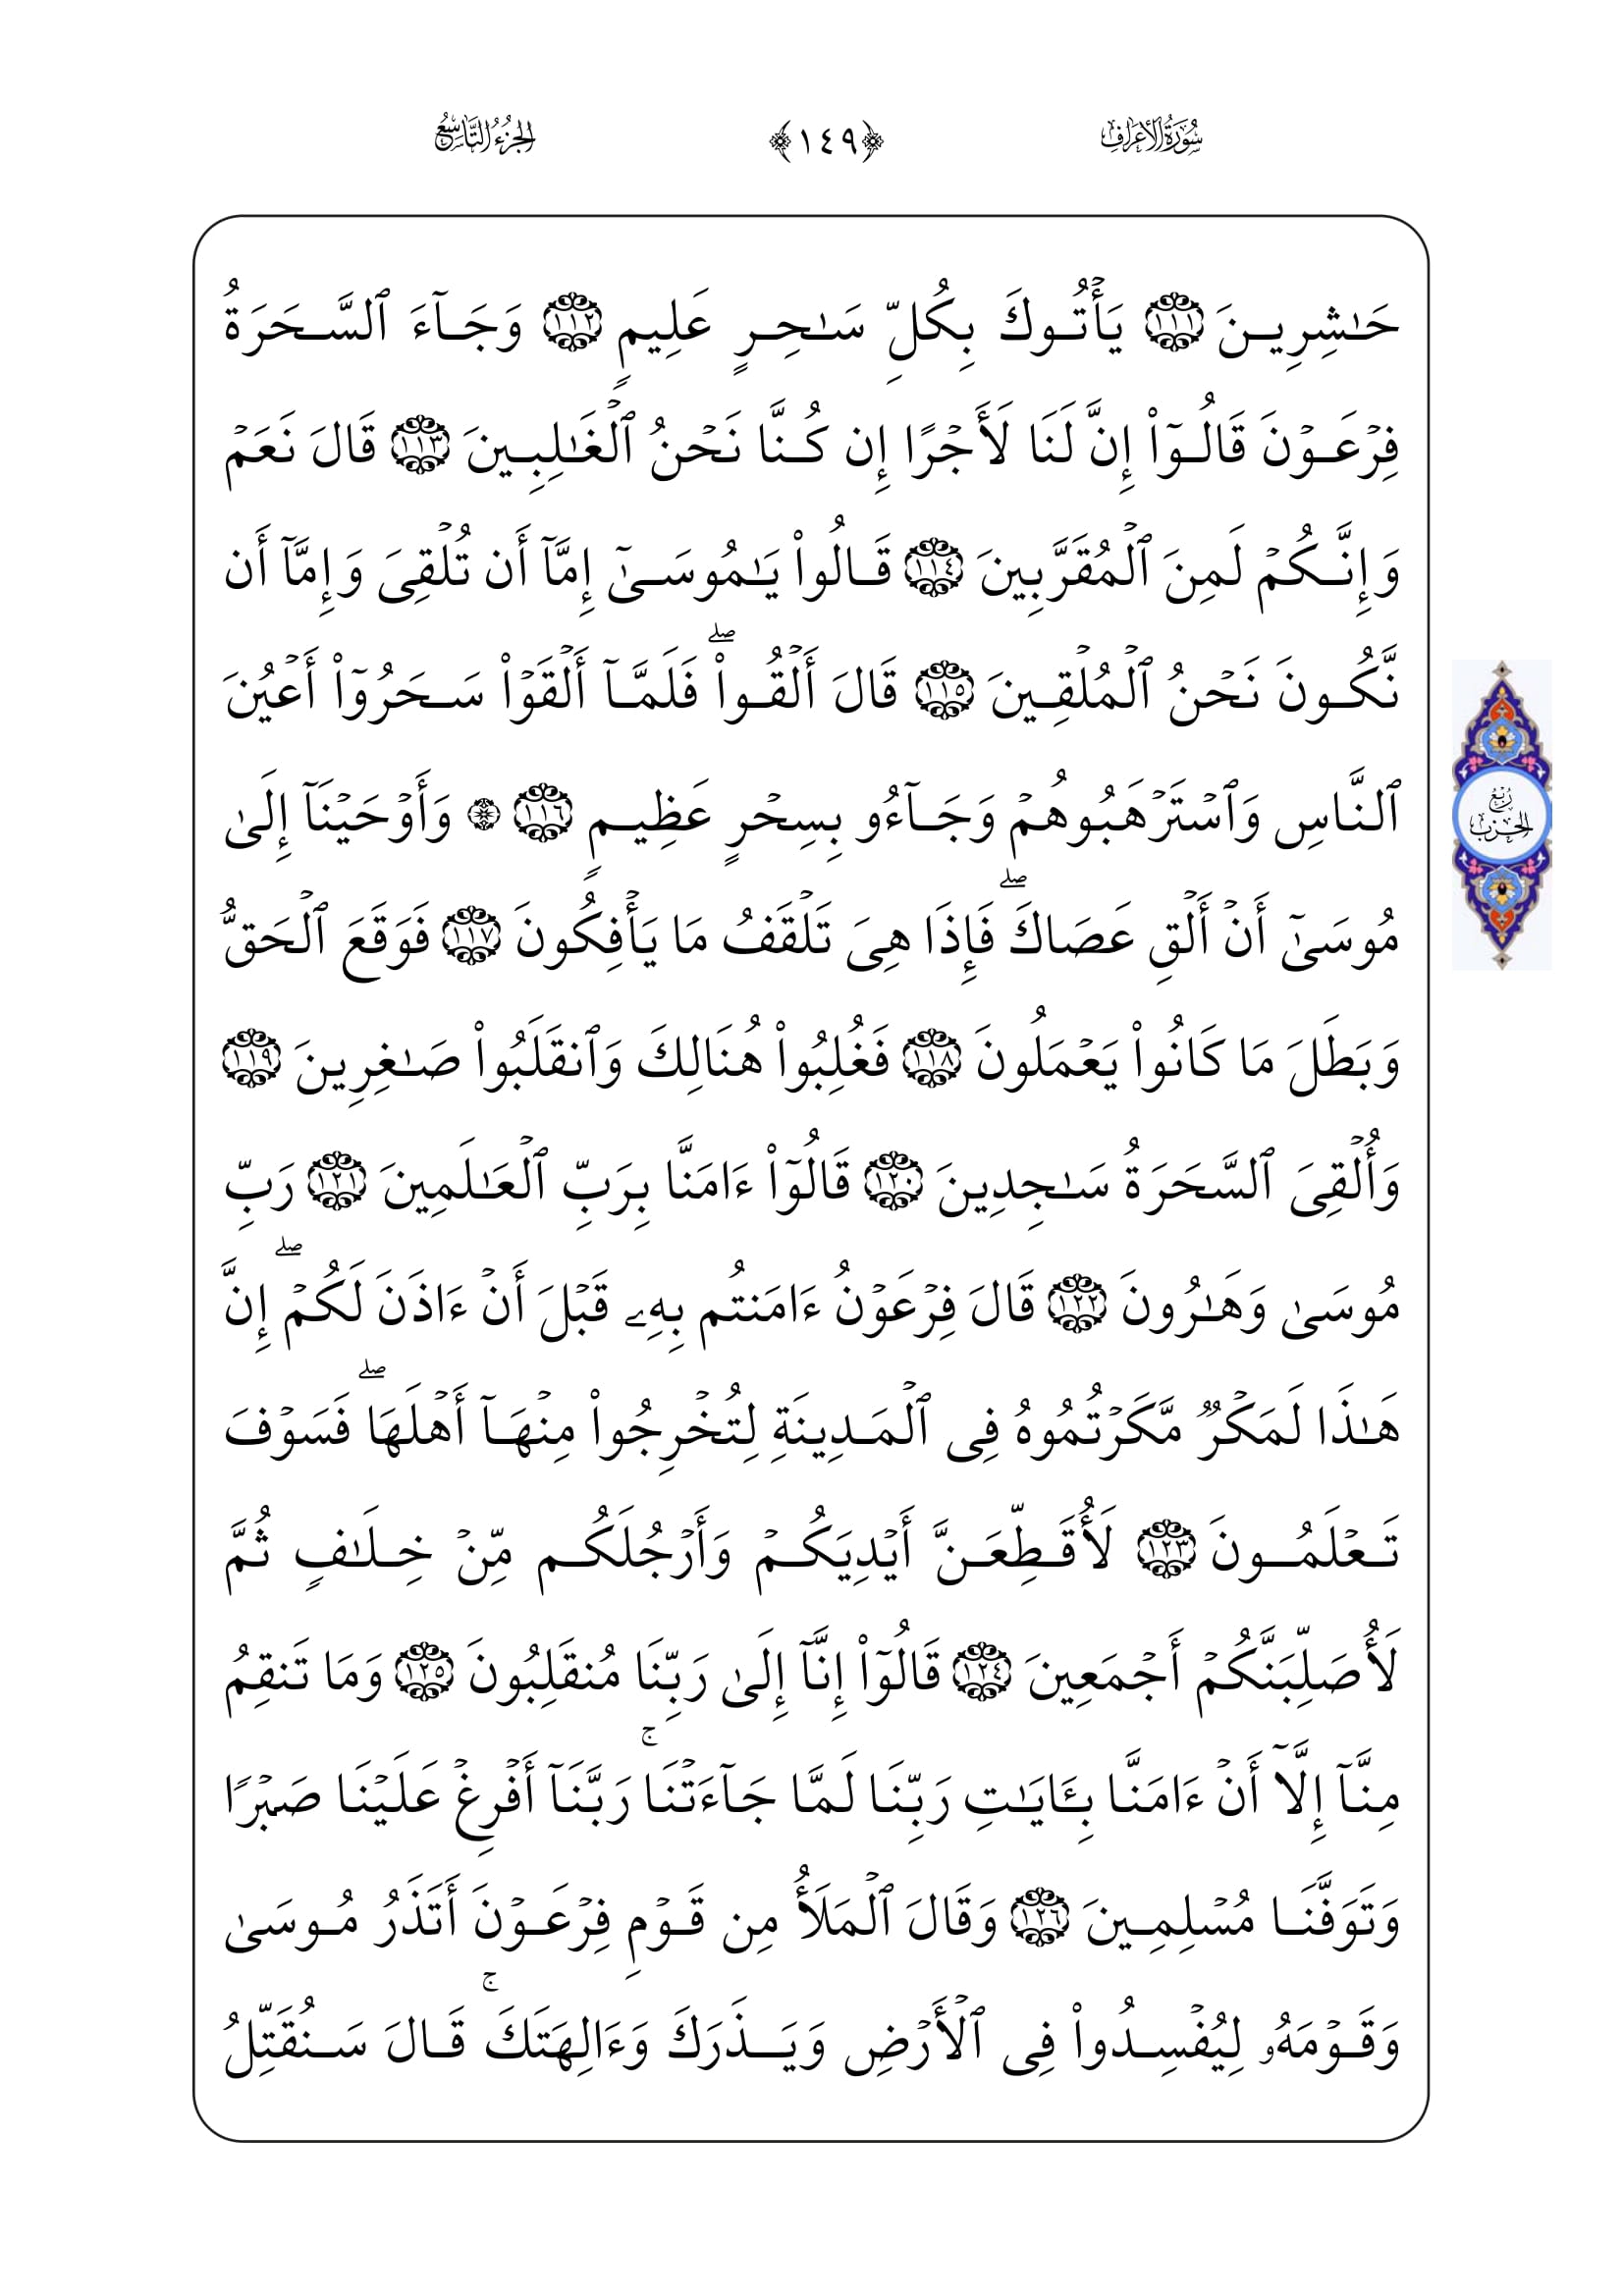 سُورَةُ الأَعْرَافِ ﴿١٤٩﴾ الجُزْءُ التَّاسِعُ
حَـٰشِرِينَ ١١١ يَأۡتُوكَ بِكُلِّ سَـٰحِرٍ عَلِيمٍ ١١٢ وَجَآءَ ٱلسَّحَرَةُ
فِرۡعَوۡنَ قَالُوٓا۟ إِنَّ لَنَا لَأَجۡرًا إِن كُنَّا نَحۡنُ ٱلۡغَـٰلِبِينَ ١١٣ قَالَ نَعَمۡ
وَإِنَّكُمۡ لَمِنَ ٱلۡمُقَرَّبِينَ ١١٤ قَالُوا۟ يَـٰمُوسَىٰٓ إِمَّآ أَن تُلۡقِىَ وَإِمَّآ أَن
نَّكُونَ نَحۡنُ ٱلۡمُلۡقِينَ ١١٥ قَالَ أَلۡقُوا۟ۖ فَلَمَّآ أَلۡقَوۡا۟ سَحَرُوٓا۟ أَعۡيُنَ
ٱلنَّاسِ وَٱسۡتَرۡهَبُوهُمۡ وَجَآءُو بِسِحۡرٍ عَظِيمٍ ١١٦ ۞ وَأَوۡحَيۡنَآ إِلَىٰ
رُبْعُ الحِزْبِ
مُوسَىٰٓ أَنۡ أَلۡقِ عَصَاكَۖ فَإِذَا هِىَ تَلۡقَفُ مَا يَأۡفِكُونَ ١١٧ فَوَقَعَ ٱلۡحَقُّ
وَبَطَلَ مَا كَانُوا۟ يَعۡمَلُونَ ١١٨ فَغُلِبُوا۟ هُنَالِكَ وَٱنقَلَبُوا۟ صَـٰغِرِينَ ١١٩
وَأُلۡقِىَ ٱلسَّحَرَةُ سَـٰجِدِينَ ١٢٠ قَالُوٓا۟ ءَامَنَّا بِرَبِّ ٱلۡعَـٰلَمِينَ ١٢١ رَبِّ
مُوسَىٰ وَهَـٰرُونَ ١٢٢ قَالَ فِرۡعَوۡنُ ءَامَنتُم بِهِۦ قَبۡلَ أَنۡ ءَاذَنَ لَكُمۡۖ إِنَّ
هَـٰذَا لَمَكۡرٌ مَّكَرۡتُمُوهُ فِى ٱلۡمَدِينَةِ لِتُخۡرِجُوا۟ مِنۡهَآ أَهۡلَهَاۖ فَسَوۡفَ
تَعۡلَمُونَ ١٢٣ لَأُقَطِّعَنَّ أَيۡدِيَكُمۡ وَأَرۡجُلَكُم مِّنۡ خِلَـٰفٍ ثُمَّ
لَأُصَلِّبَنَّكُمۡ أَجۡمَعِينَ ١٢٤ قَالُوٓا۟ إِنَّآ إِلَىٰ رَبِّنَا مُنقَلِبُونَ ١٢٥ وَمَا تَنقِمُ
مِنَّآ إِلَّآ أَنۡ ءَامَنَّا بِـَٔايَـٰتِ رَبِّنَا لَمَّا جَآءَتۡنَاۚ رَبَّنَآ أَفۡرِغۡ عَلَيۡنَا صَبۡرًا
وَتَوَفَّنَا مُسۡلِمِينَ ١٢٦ وَقَالَ ٱلۡمَلَأُ مِن قَوۡمِ فِرۡعَوۡنَ أَتَذَرُ مُوسَىٰ
وَقَوۡمَهُۥ لِيُفۡسِدُوا۟ فِى ٱلۡأَرۡضِ وَيَذَرَكَ وَءَالِهَتَكَۚ قَالَ سَنُقَتِّلُ